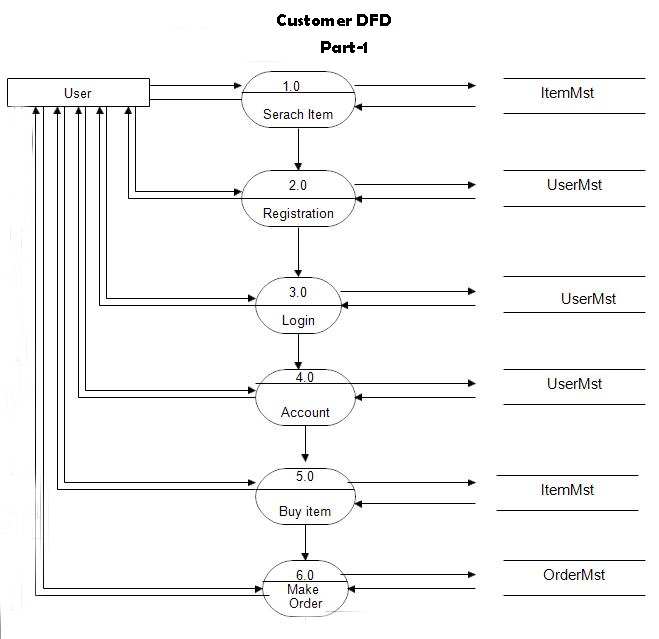 Customer DFD
Part-1
User
1.0
Serach Item
ItemMst
2.0
Registration
UserMst
3.0
Login
UserMst
4.0
Account
UserMst
5.0
Buy item
ItemMst
6.0
Make
Order
OrderMst